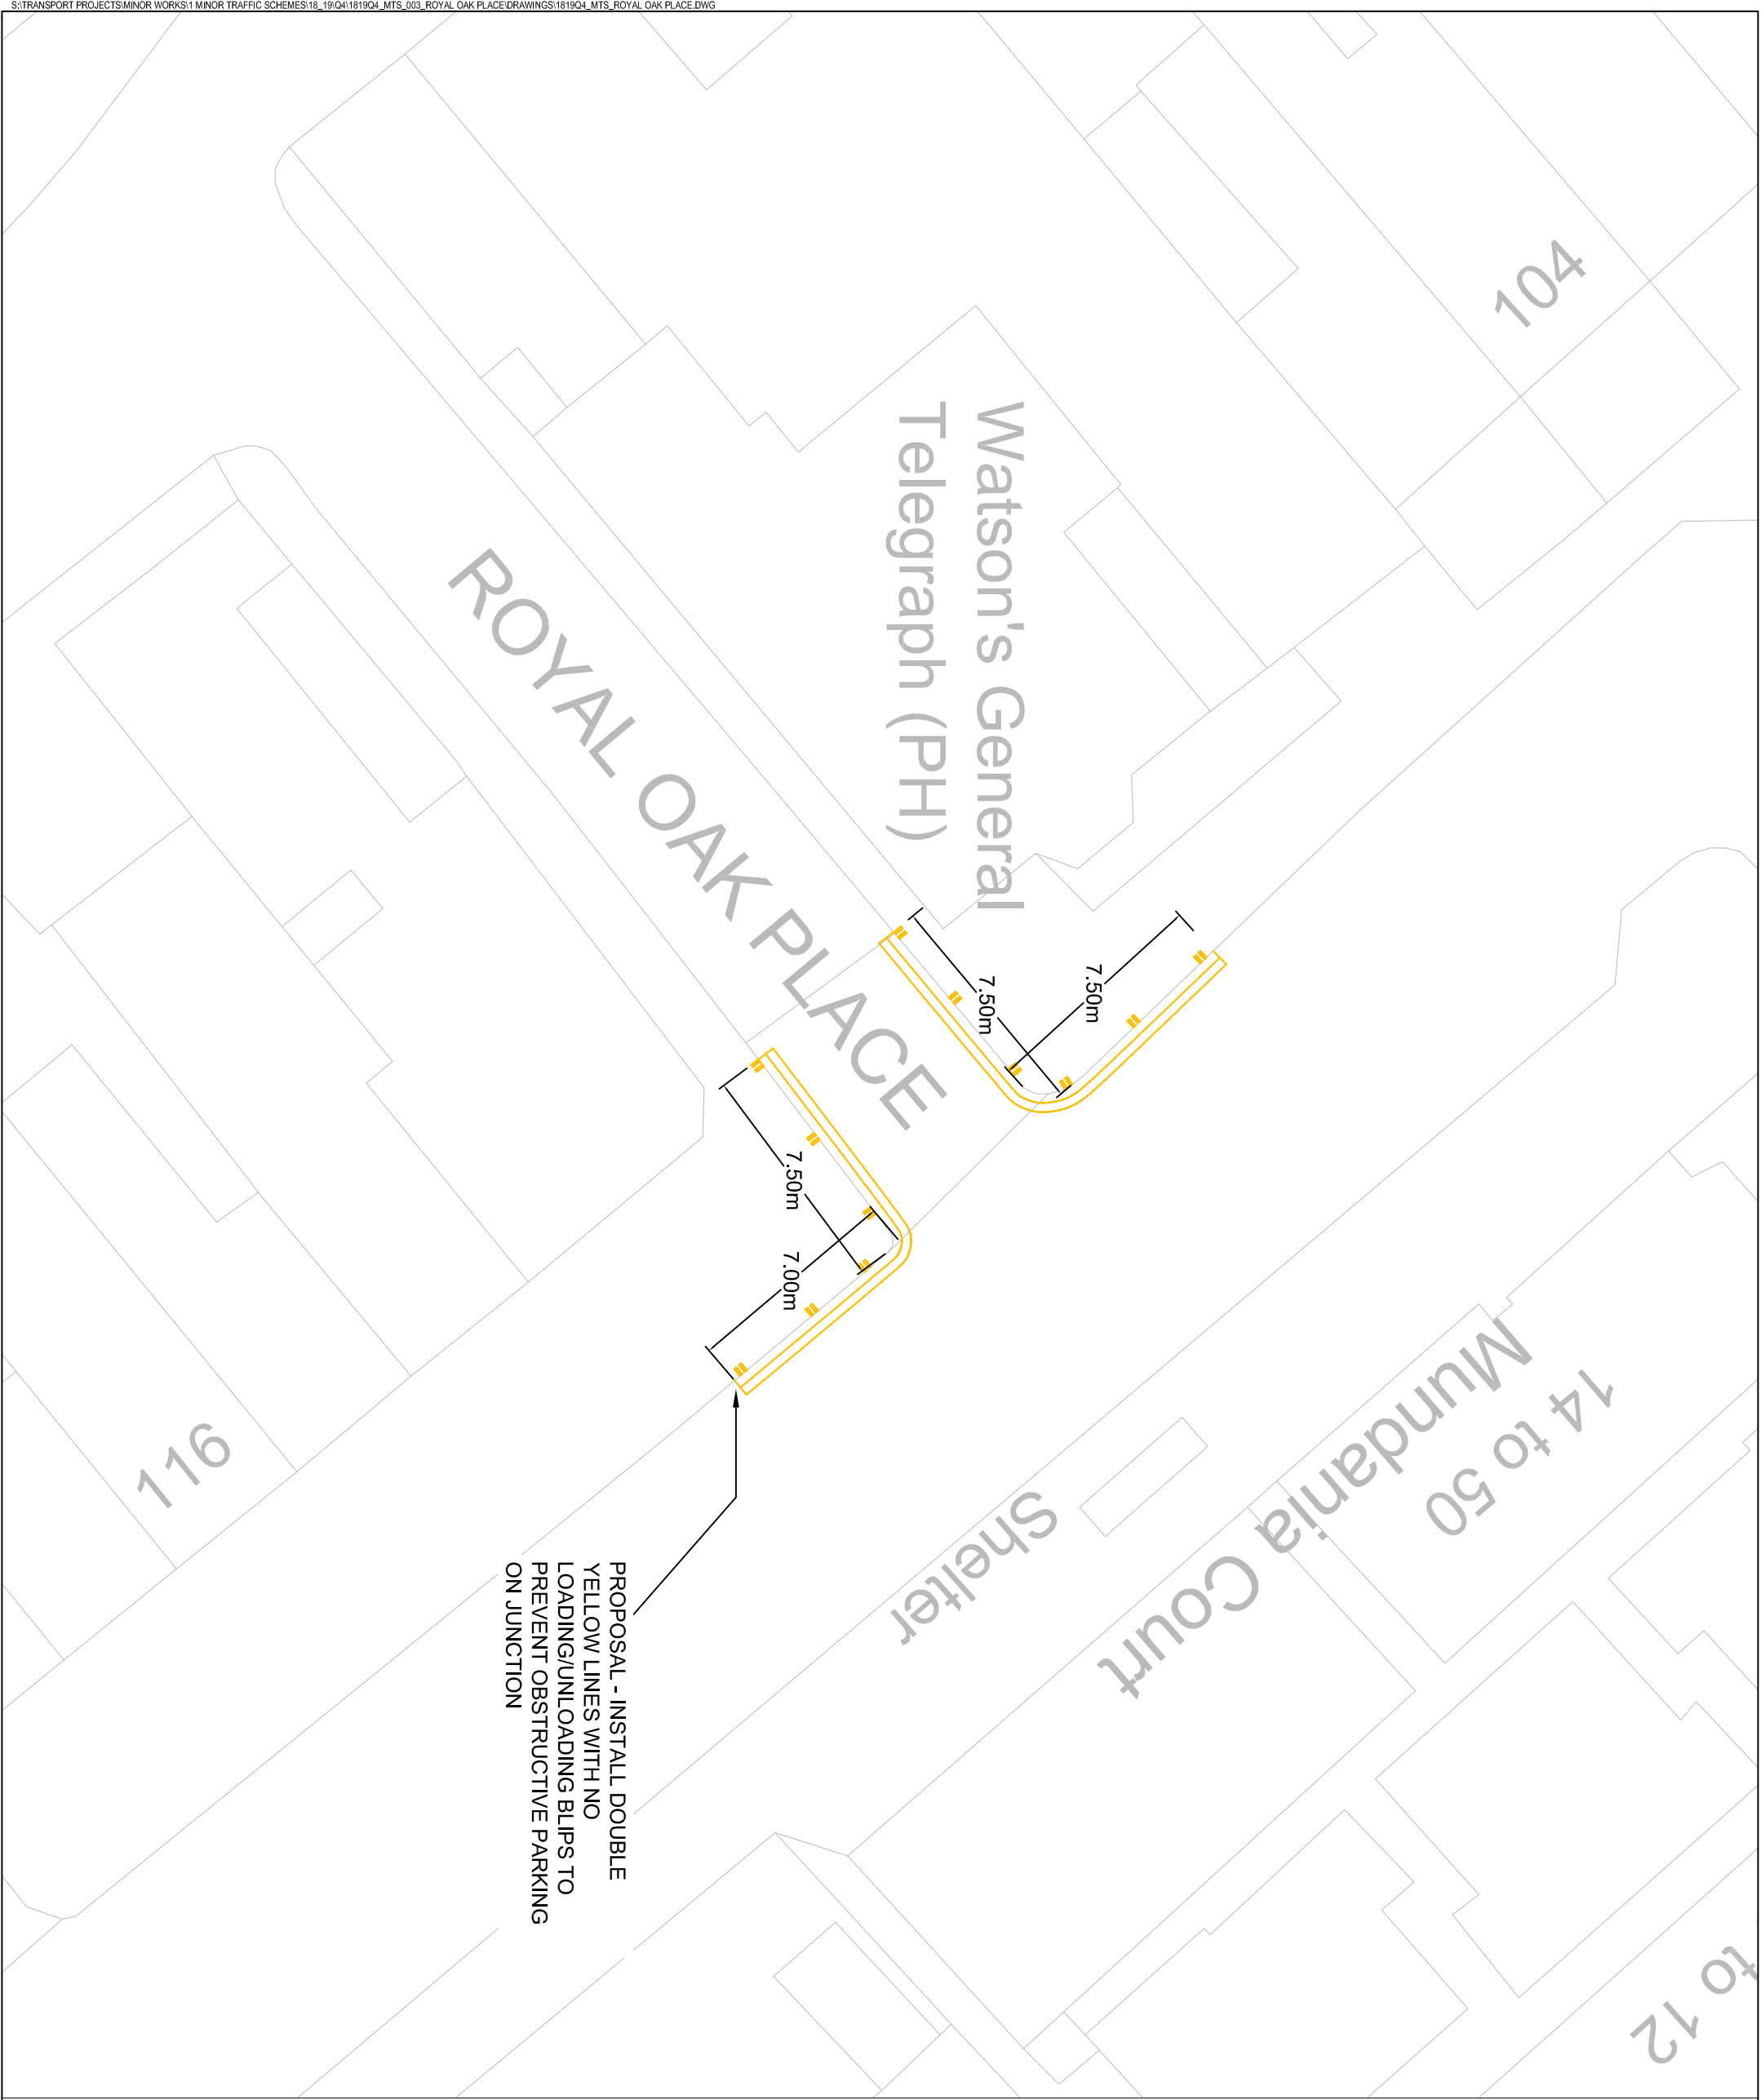 S:\TRANSPORT PROJECTS\MINOR WORKS\1 MINOR TRAFFIC SCHEMES\18_19\Q4\1819Q4_MTS_003_ROYAL OAK PLACE\DRAWINGS\1819Q4_MTS_ROYAL OAK PLACE.DWG
104
Watson's General
Telegraph (PH)
ROYAL OAK PLACE
7.50m
7.50m
7.50m
7.00m
116
14 to 50
Mundania Court
Shelter
PROPOSAL - INSTALL DOUBLE
YELLOW LINES WITH NO
LOADING/UNLOADING BLIPS TO
PREVENT OBSTRUCTIVE PARKING
ON JUNCTION
to 12